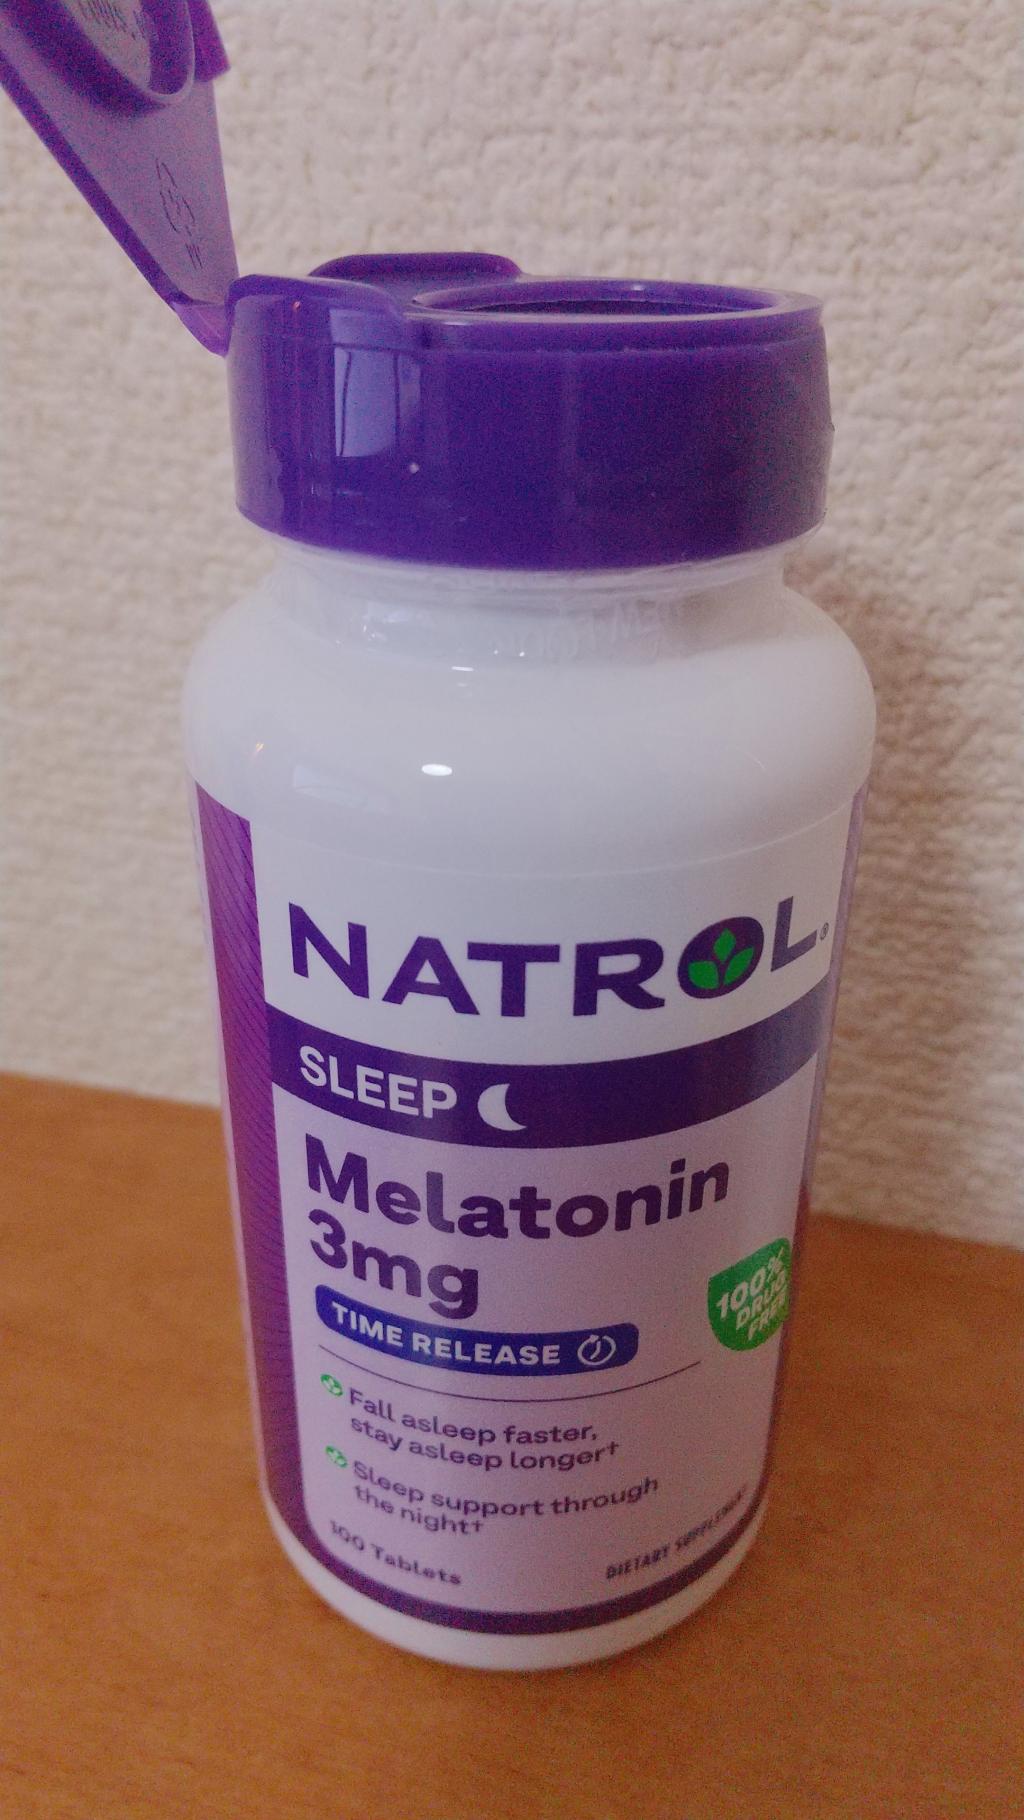 NATROL®
SLEEP
Melatonin
3mg
TIME RELEASE
100%
DRUG
FREE
Fall asleep faster,
stay asleep longer†
Sleep support through
the night†
100 Tablets
DIETARY SUPPLEMENT